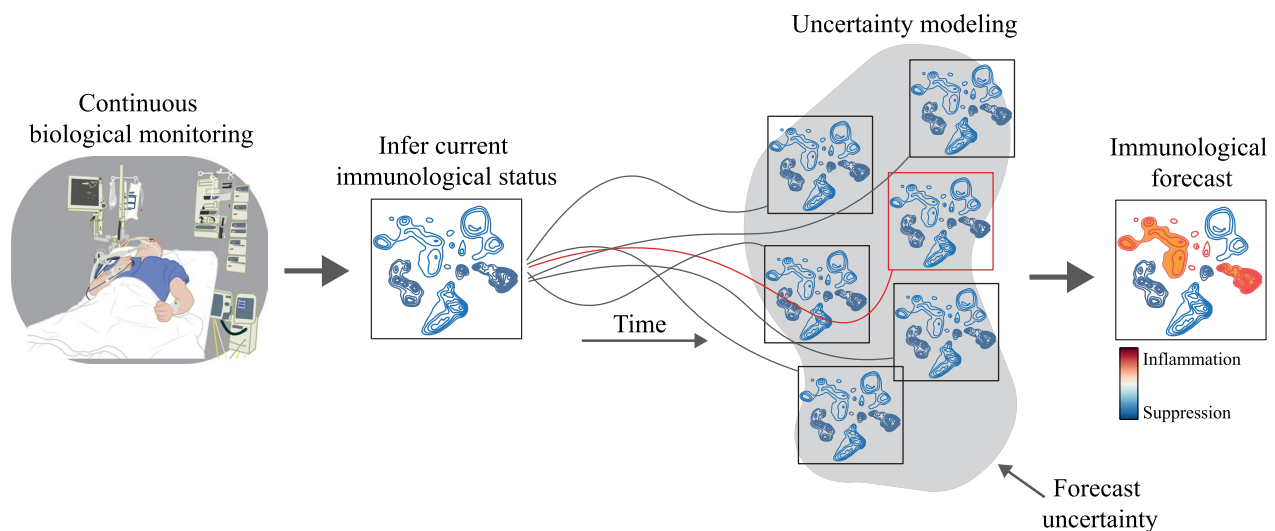 Continuous
biological monitoring
Infer current
immunological status
Time
Uncertainty modeling
Forecast
uncertainty
Immunological
forecast
Inflammation
Suppression